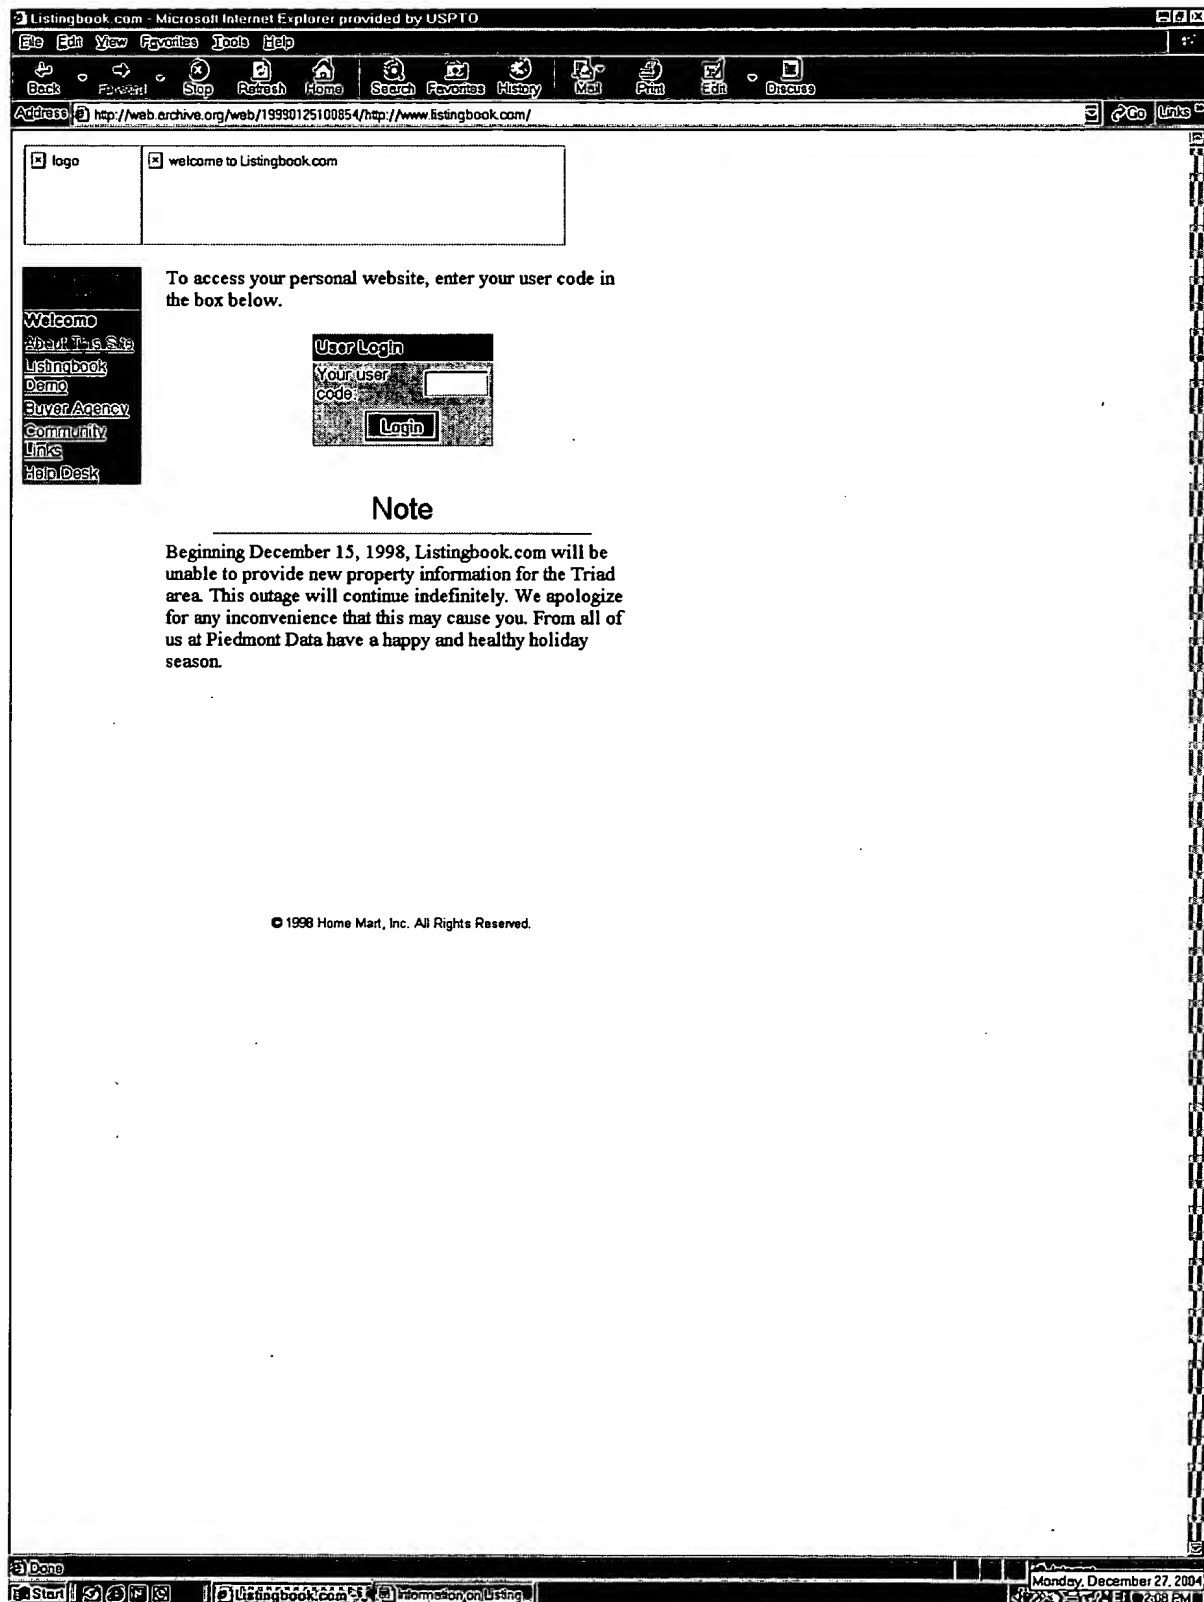 Listingbook.com - Microsoft Internet Explorer provided by USPTO
File Edit View Favorites Tools Help
Back Forward Stop Refresh Home Search Favorites History Mail Print Edit Discuss
Address http://web.archive.org/web/19990125100854/http://www.listingbook.com/ Go Links
logo welcome to Listingbook.com
To access your personal website, enter your user code in
the box below.
Welcome
About This Site
Listingbook
Demo
Buyer Agency
Community
Links
Help Desk
User Login
Your user
code:
Login
Note
Beginning December 15, 1998, Listingbook.com will be
unable to provide new property information for the Triad
area. This outage will continue indefinitely. We apologize
for any inconvenience that this may cause you. From all of
us at Piedmont Data have a happy and healthy holiday
season.
© 1998 Home Mart, Inc. All Rights Reserved.
Done
Monday, December 27, 2004
Start Listingbook.com Information on Listing 2:08 PM